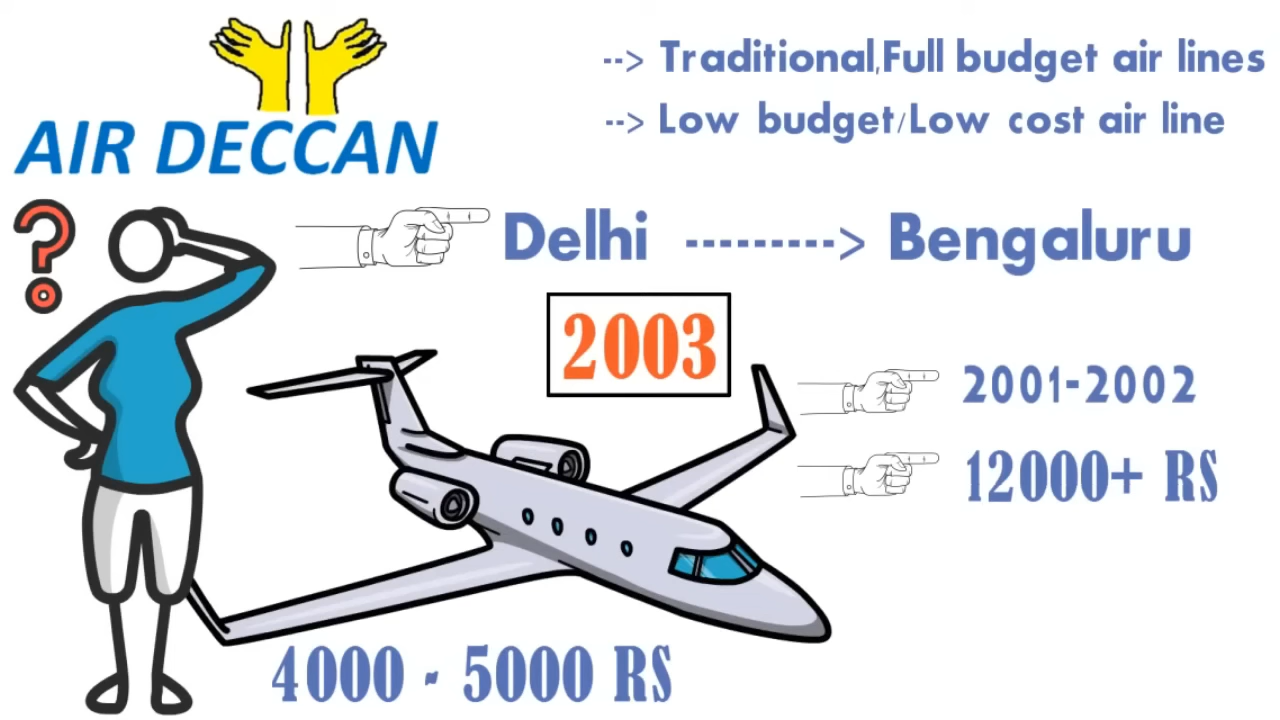 --> Traditional,Full budget air lines
AIR DECCAN
--> Low budget/Low cost air line
?
Delhi ---------> Bengaluru
2003
2001-2002
12000+ RS
4000 - 5000 RS